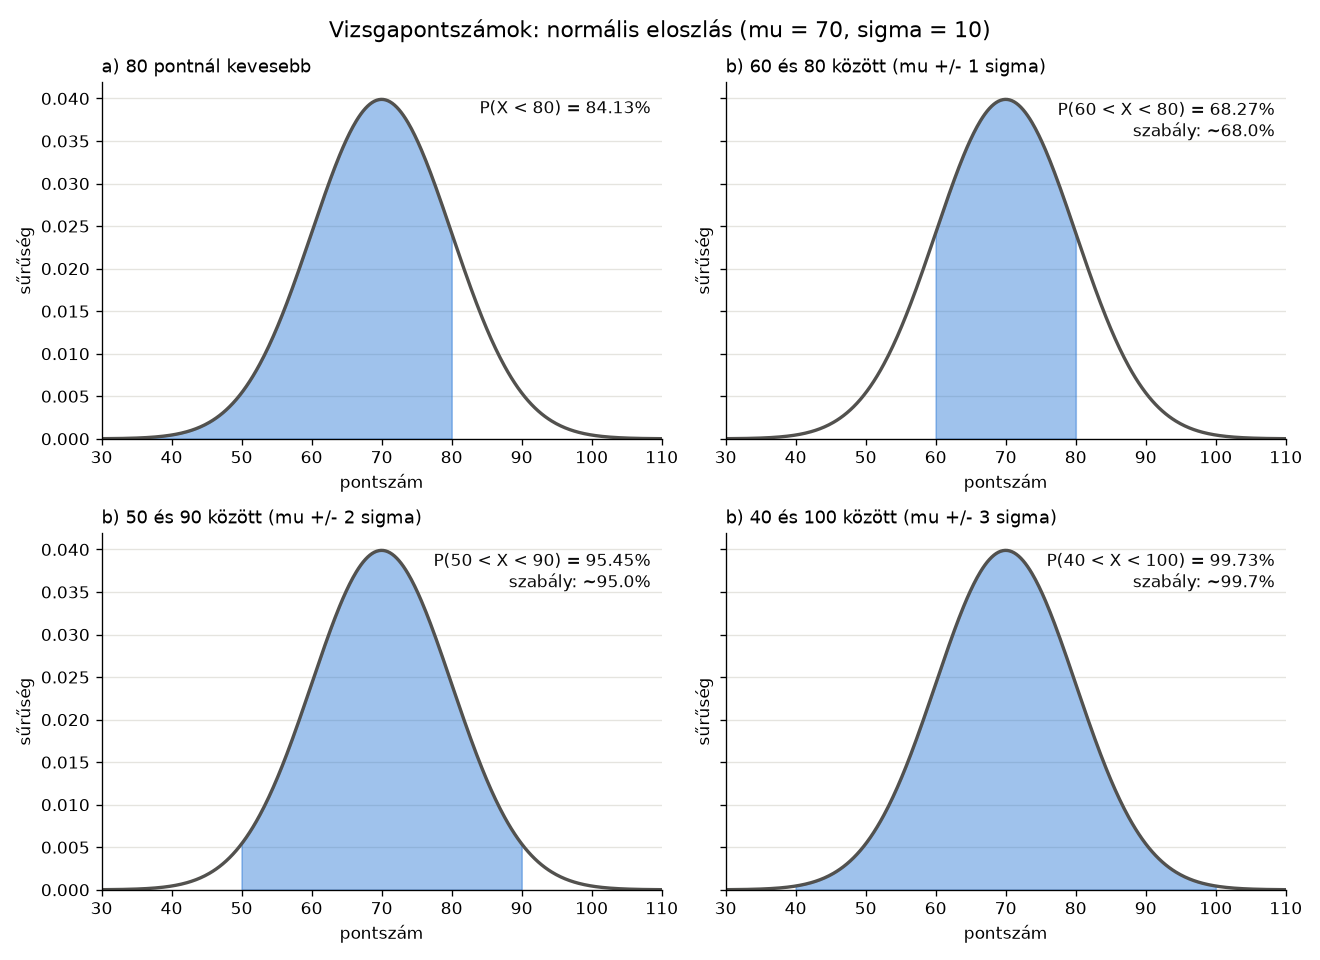 Vizsgapontszámok: normális eloszlás (mu = 70, sigma = 10)
a) 80 pontnál kevesebb
P(X < 80) = 84.13%
0.040
0.035
0.030
0.025
0.020
0.015
0.010
0.005
0.000
sűrűség
30 40 50 60 70 80 90 100 110
pontszám
b) 60 és 80 között (mu +/- 1 sigma)
P(60 < X < 80) = 68.27%
szabály: ~68.0%
sűrűség
30 40 50 60 70 80 90 100 110
pontszám
b) 50 és 90 között (mu +/- 2 sigma)
P(50 < X < 90) = 95.45%
szabály: ~95.0%
0.040
0.035
0.030
0.025
0.020
0.015
0.010
0.005
0.000
sűrűség
30 40 50 60 70 80 90 100 110
pontszám
b) 40 és 100 között (mu +/- 3 sigma)
P(40 < X < 100) = 99.73%
szabály: ~99.7%
sűrűség
30 40 50 60 70 80 90 100 110
pontszám